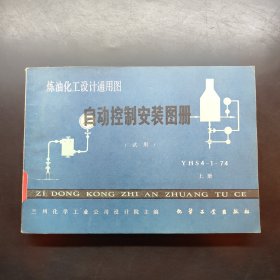 炼油化工设计通用图
自动控制安装图册
（试用）
YHS4-1-74
上册
ZI DONG KONG ZHI AN ZHUANG TU CE
兰州化学工业公司设计院主编
化学工业出版社